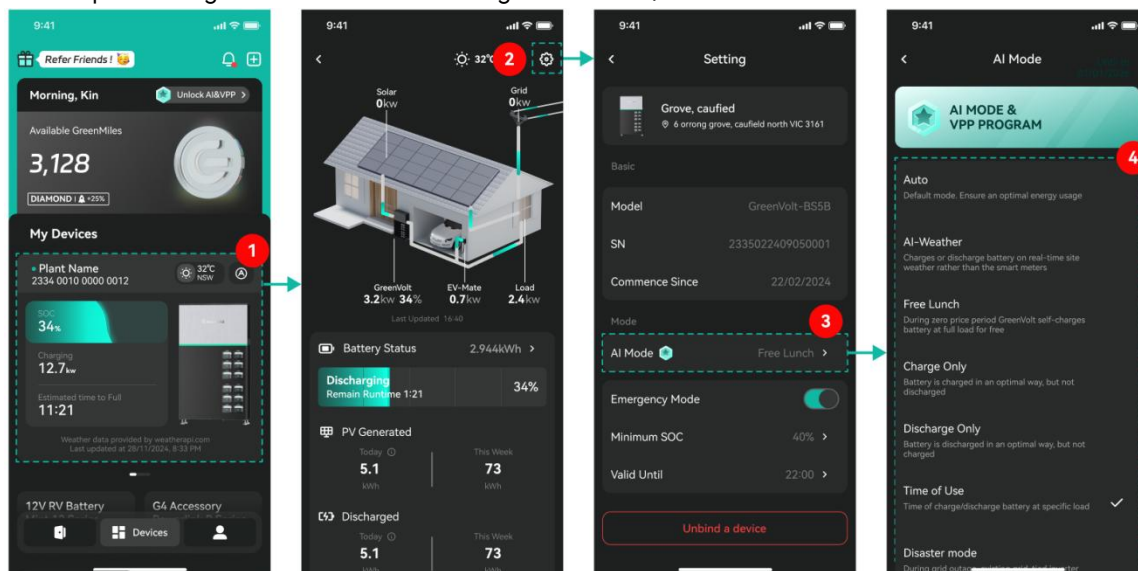 9:41
Refer Friends !
Morning, Kin
Unlock AI&VPP >
Available GreenMiles
3,128
DIAMOND | +25%
My Devices
1
Plant Name
2334 0010 0000 0012
32°C
NSW
SOC
34%
Charging
12.7kw
Estimated time to Full
11:21
Weather data provided by weatherapi.com
Last updated at 28/11/2024, 8:33 PM
12V RV Battery
G4 Accessory
Devices
9:41
32°C
2
Solar
0kw
Grid
0kw
GreenVolt
3.2kw 34%
EV-Mate
0.7kw
Load
2.4kw
Last Updated 16:40
Battery Status
2.944kWh >
Discharging
Remain Runtime 1:21
34%
PV Generated
Today
5.1
kWh
This Week
73
kWh
Discharged
Today
5.1
kWh
This Week
73
kWh
9:41
Setting
Grove, caufied
6 orrong grove, caufield north VIC 3161
Basic
Model
GreenVolt-BS5B
SN
2335022409050001
Commence Since
22/02/2024
Mode
3
AI Mode
Free Lunch >
Emergency Mode
Minimum SOC
40% >
Valid Until
22:00 >
Unbind a device
9:41
AI Mode
AI MODE &
VPP PROGRAM
4
Auto
Default mode. Ensure an optimal energy usage
AI-Weather
Charges or discharge battery on real-time site
weather rather than the smart meters
Free Lunch
During zero price period GreenVolt self-charges
battery at full load for free
Charge Only
Battery is charged in an optimal way, but not
discharged
Discharge Only
Battery is discharged in an optimal way, but not
charged
Time of Use
Time of charge/discharge battery at specific load
Disaster mode